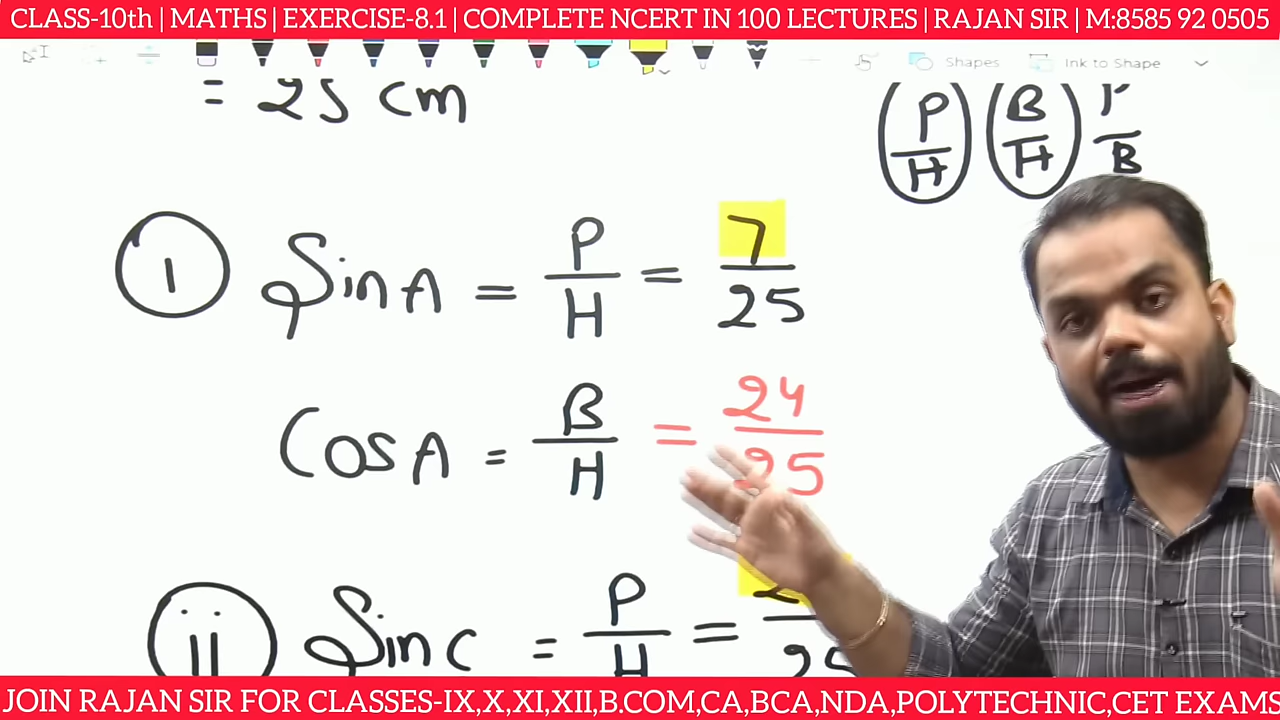 CLASS-10th | MATHS | EXERCISE-8.1 | COMPLETE NCERT IN 100 LECTURES | RAJAN SIR | M:8585 92 0505
Shapes Ink to Shape
= 25 cm
(P/H) (B/H) P/B
i Sin A = P/H = 7/25
Cos A = B/H = 24/25
ii Sin C = P/H =
JOIN RAJAN SIR FOR CLASSES-IX,X,XI,XII,B.COM,CA,BCA,NDA,POLYTECHNIC,CET EXAMS